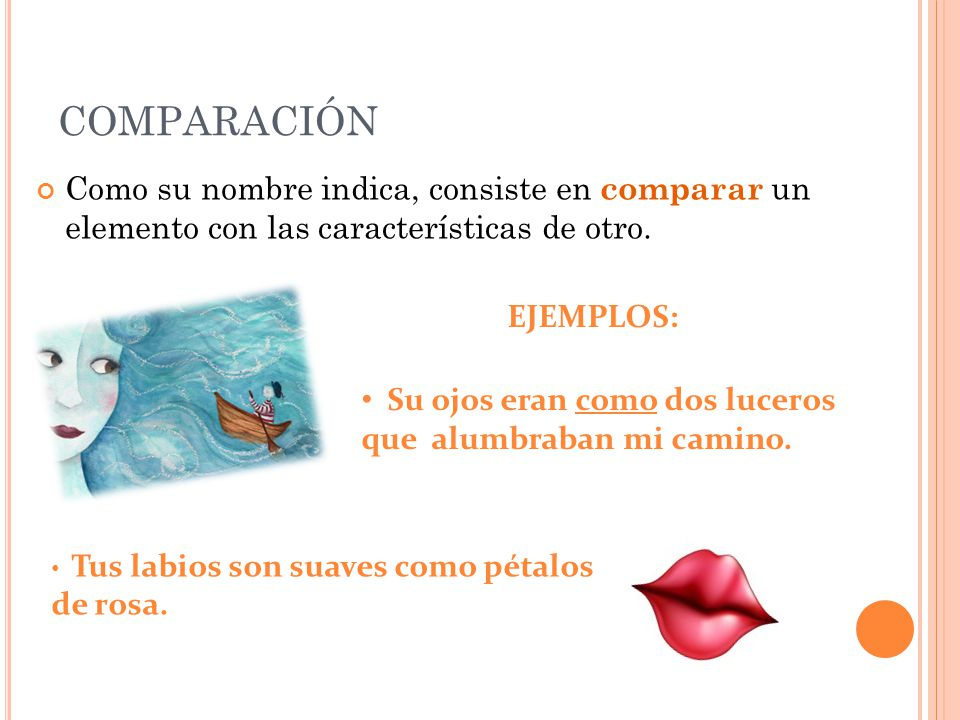 COMPARACIÓN
Como su nombre indica, consiste en comparar un
elemento con las características de otro.
EJEMPLOS:
• Su ojos eran como dos luceros
que alumbraban mi camino.
• Tus labios son suaves como pétalos
de rosa.